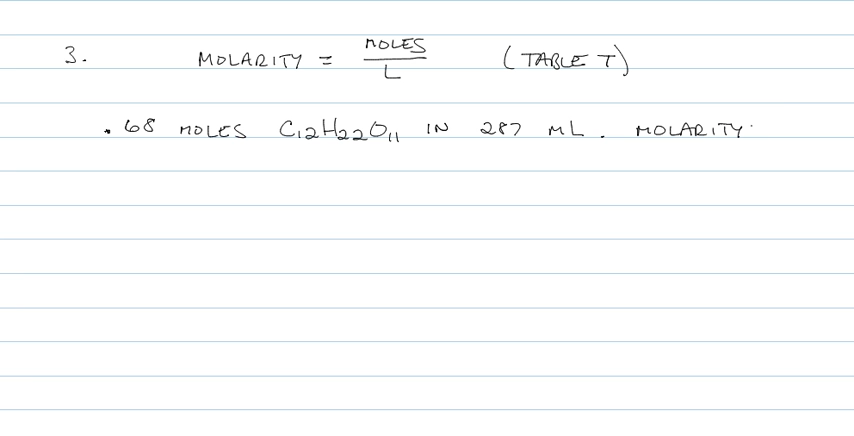 3. MOLARITY = MOLES / L (TABLE T)
.68 MOLES C12H22O11 IN 287 ML. MOLARITY.